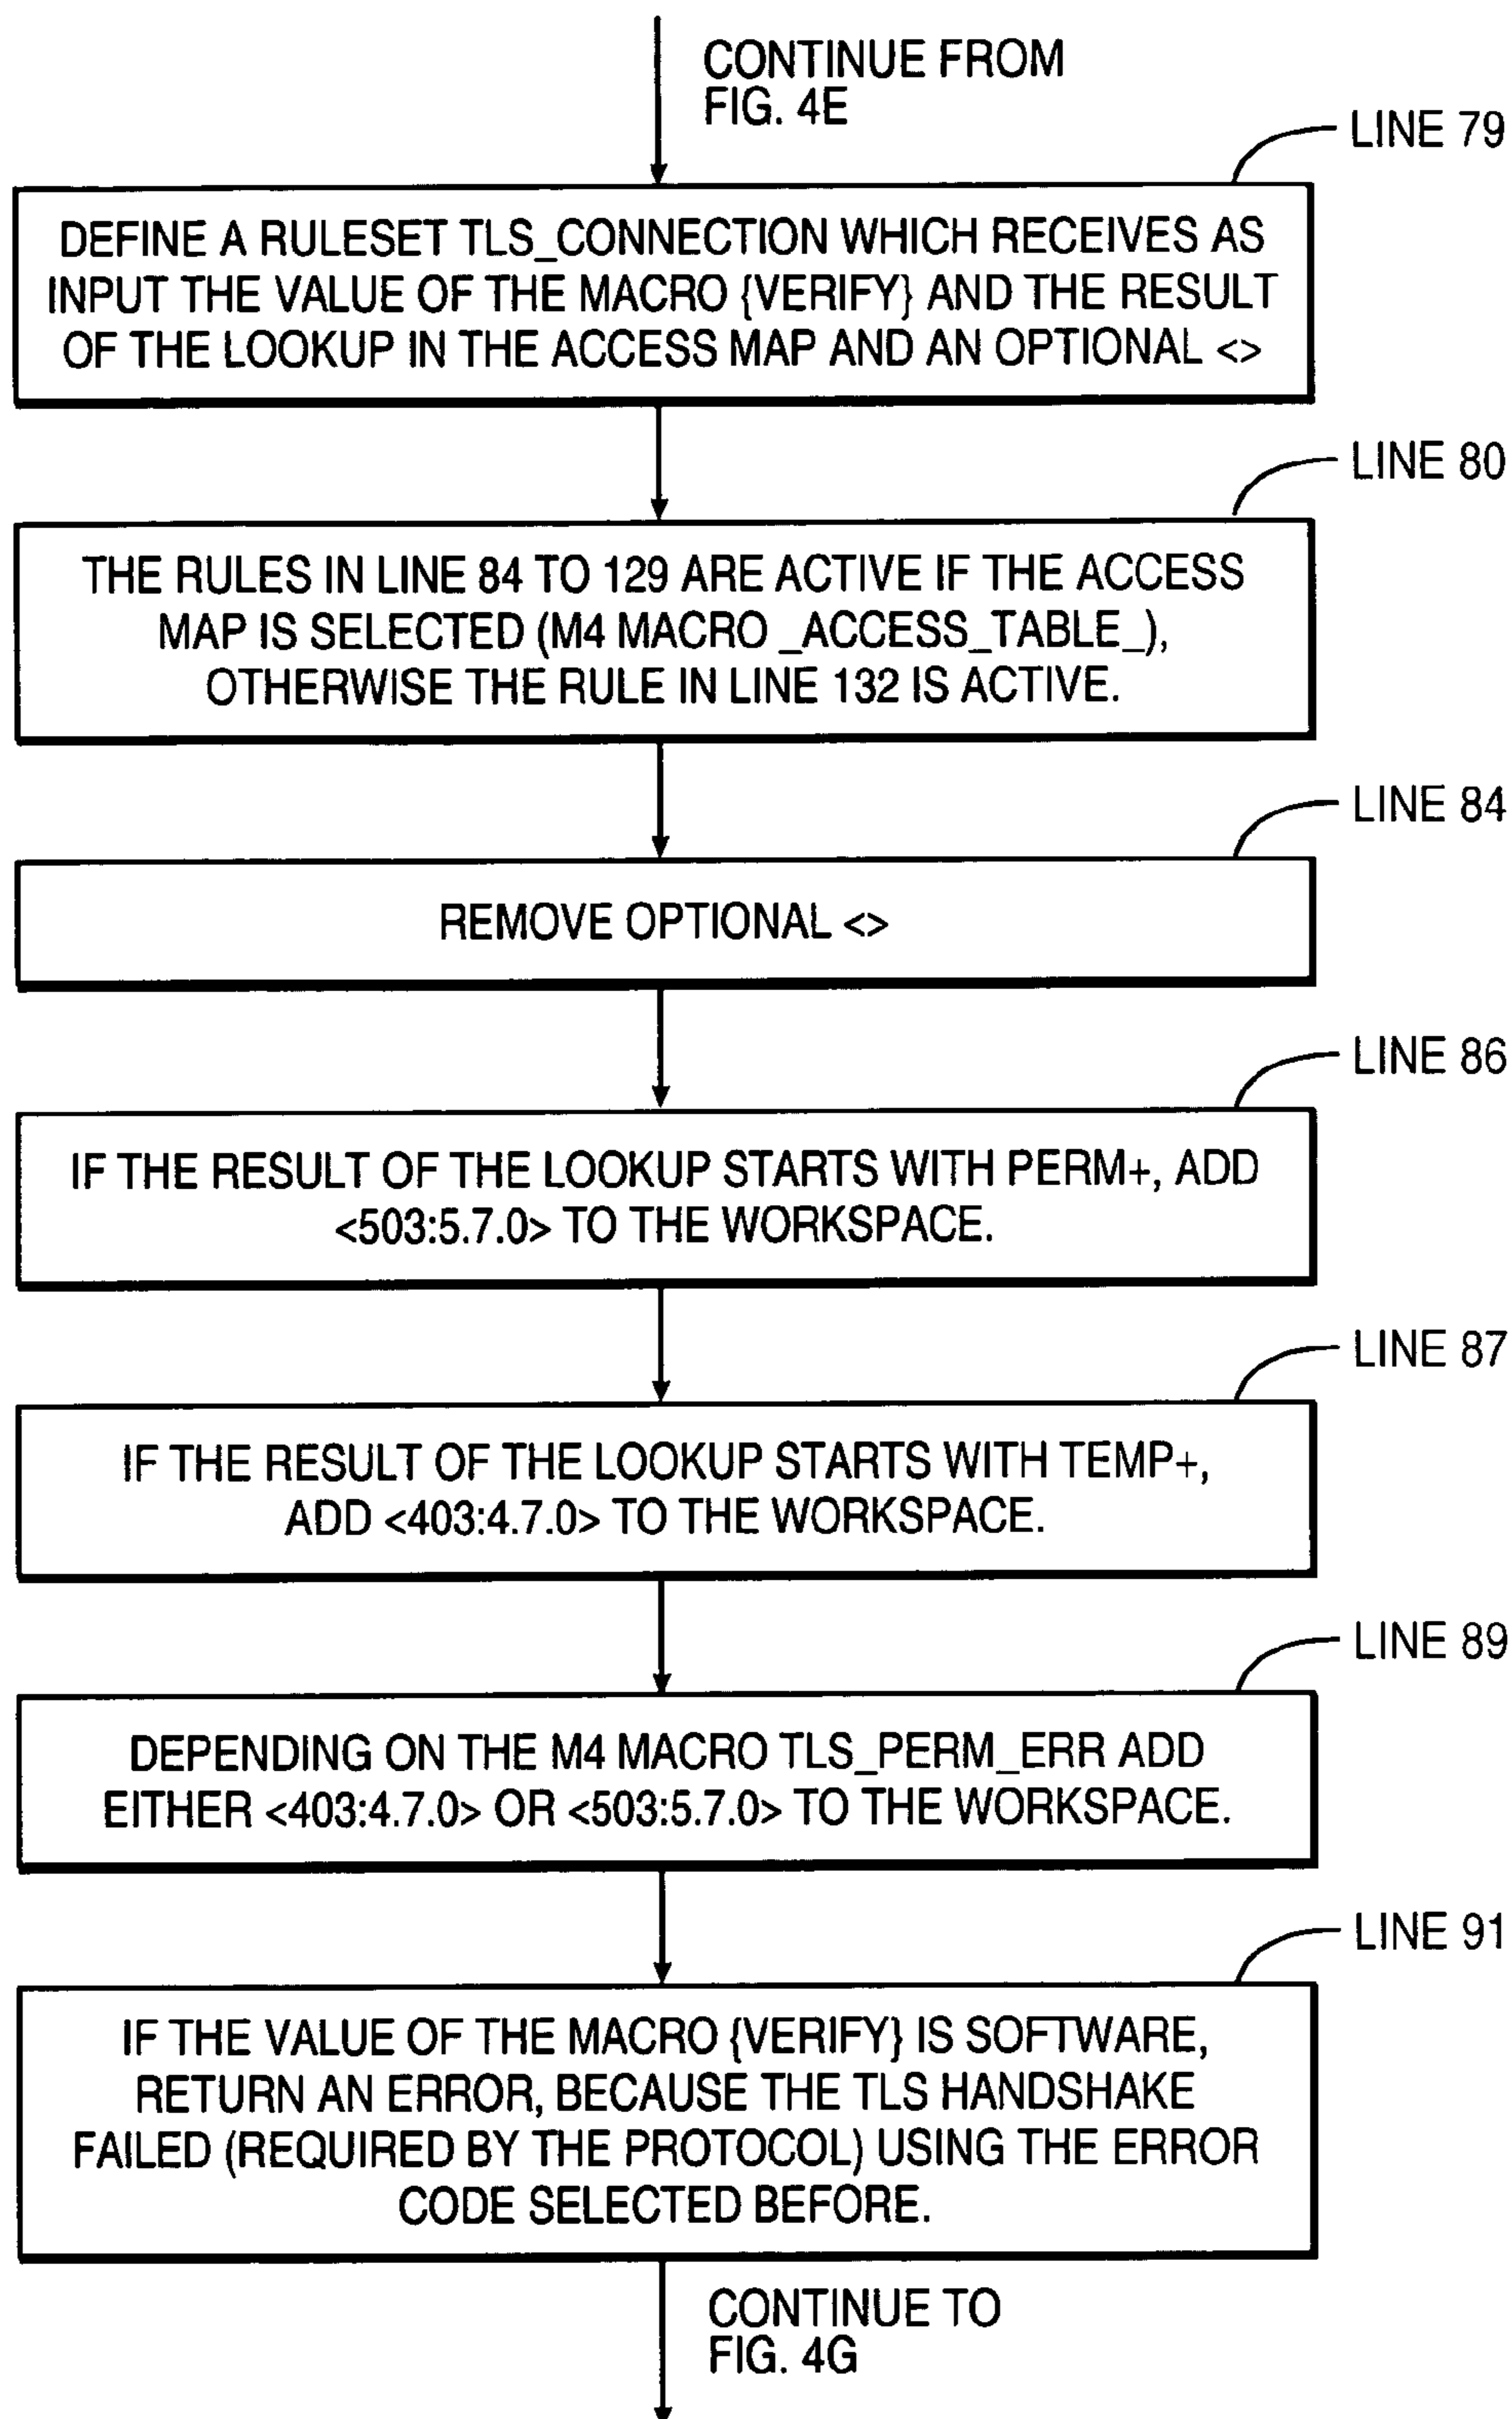 CONTINUE FROM
FIG. 4E
LINE 79
DEFINE A RULESET TLS_CONNECTION WHICH RECEIVES AS
INPUT THE VALUE OF THE MACRO {VERIFY} AND THE RESULT
OF THE LOOKUP IN THE ACCESS MAP AND AN OPTIONAL <>
LINE 80
THE RULES IN LINE 84 TO 129 ARE ACTIVE IF THE ACCESS
MAP IS SELECTED (M4 MACRO _ACCESS_TABLE_),
OTHERWISE THE RULE IN LINE 132 IS ACTIVE.
LINE 84
REMOVE OPTIONAL <>
LINE 86
IF THE RESULT OF THE LOOKUP STARTS WITH PERM+, ADD
<503:5.7.0> TO THE WORKSPACE.
LINE 87
IF THE RESULT OF THE LOOKUP STARTS WITH TEMP+,
ADD <403:4.7.0> TO THE WORKSPACE.
LINE 89
DEPENDING ON THE M4 MACRO TLS_PERM_ERR ADD
EITHER <403:4.7.0> OR <503:5.7.0> TO THE WORKSPACE.
LINE 91
IF THE VALUE OF THE MACRO {VERIFY} IS SOFTWARE,
RETURN AN ERROR, BECAUSE THE TLS HANDSHAKE
FAILED (REQUIRED BY THE PROTOCOL) USING THE ERROR
CODE SELECTED BEFORE.
CONTINUE TO
FIG. 4G